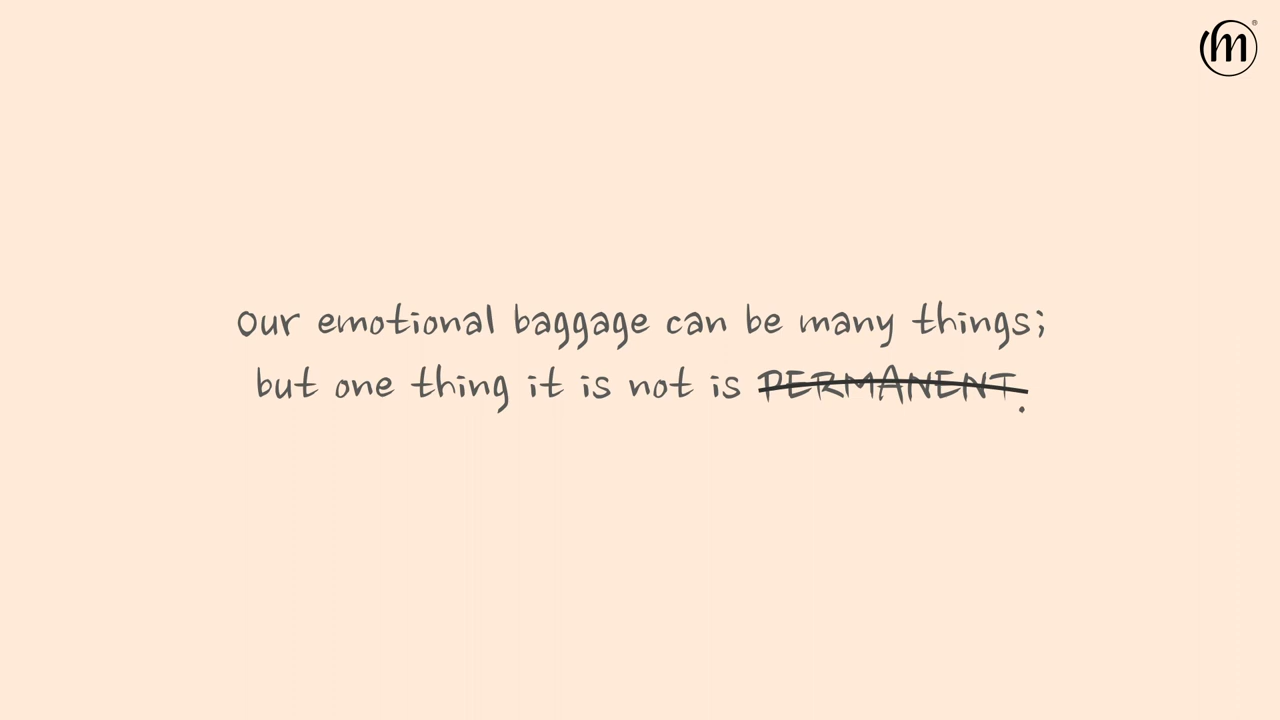 our emotional baggage can be many things;
but one thing it is not is PERMANENT.
m
®